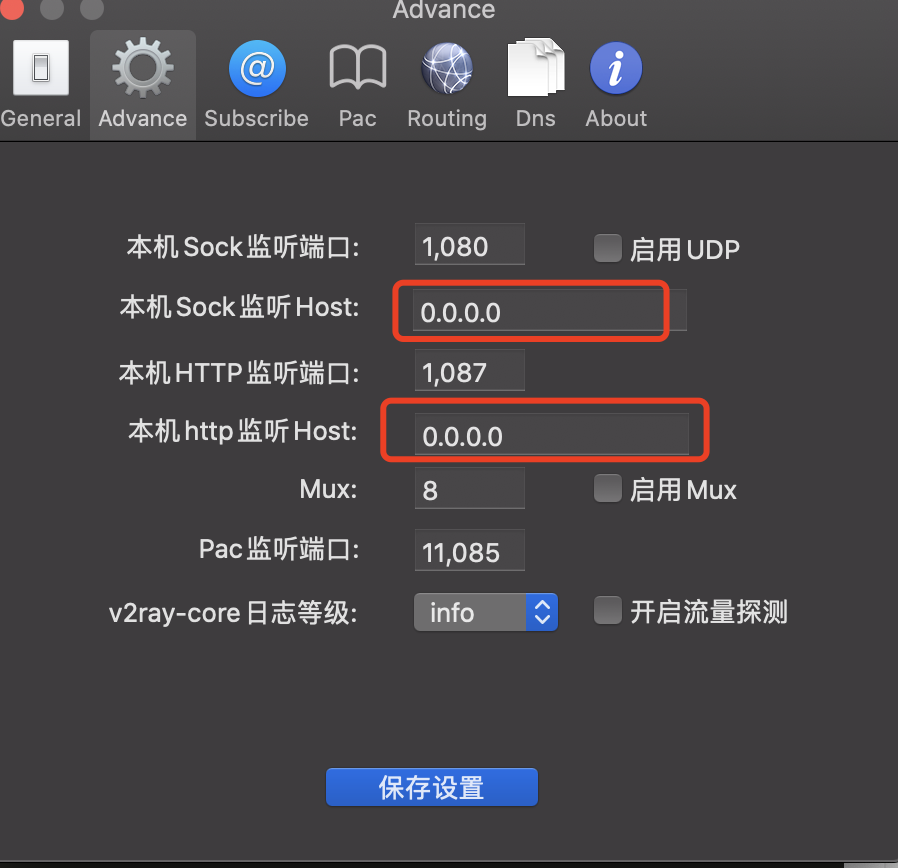 Advance
General Advance Subscribe Pac Routing Dns About
本机Sock监听端口: 1,080 启用UDP
本机Sock监听Host: 0.0.0.0
本机HTTP监听端口: 1,087
本机http监听Host: 0.0.0.0
Mux: 8 启用Mux
Pac监听端口: 11,085
v2ray-core日志等级: info 开启流量探测
保存设置